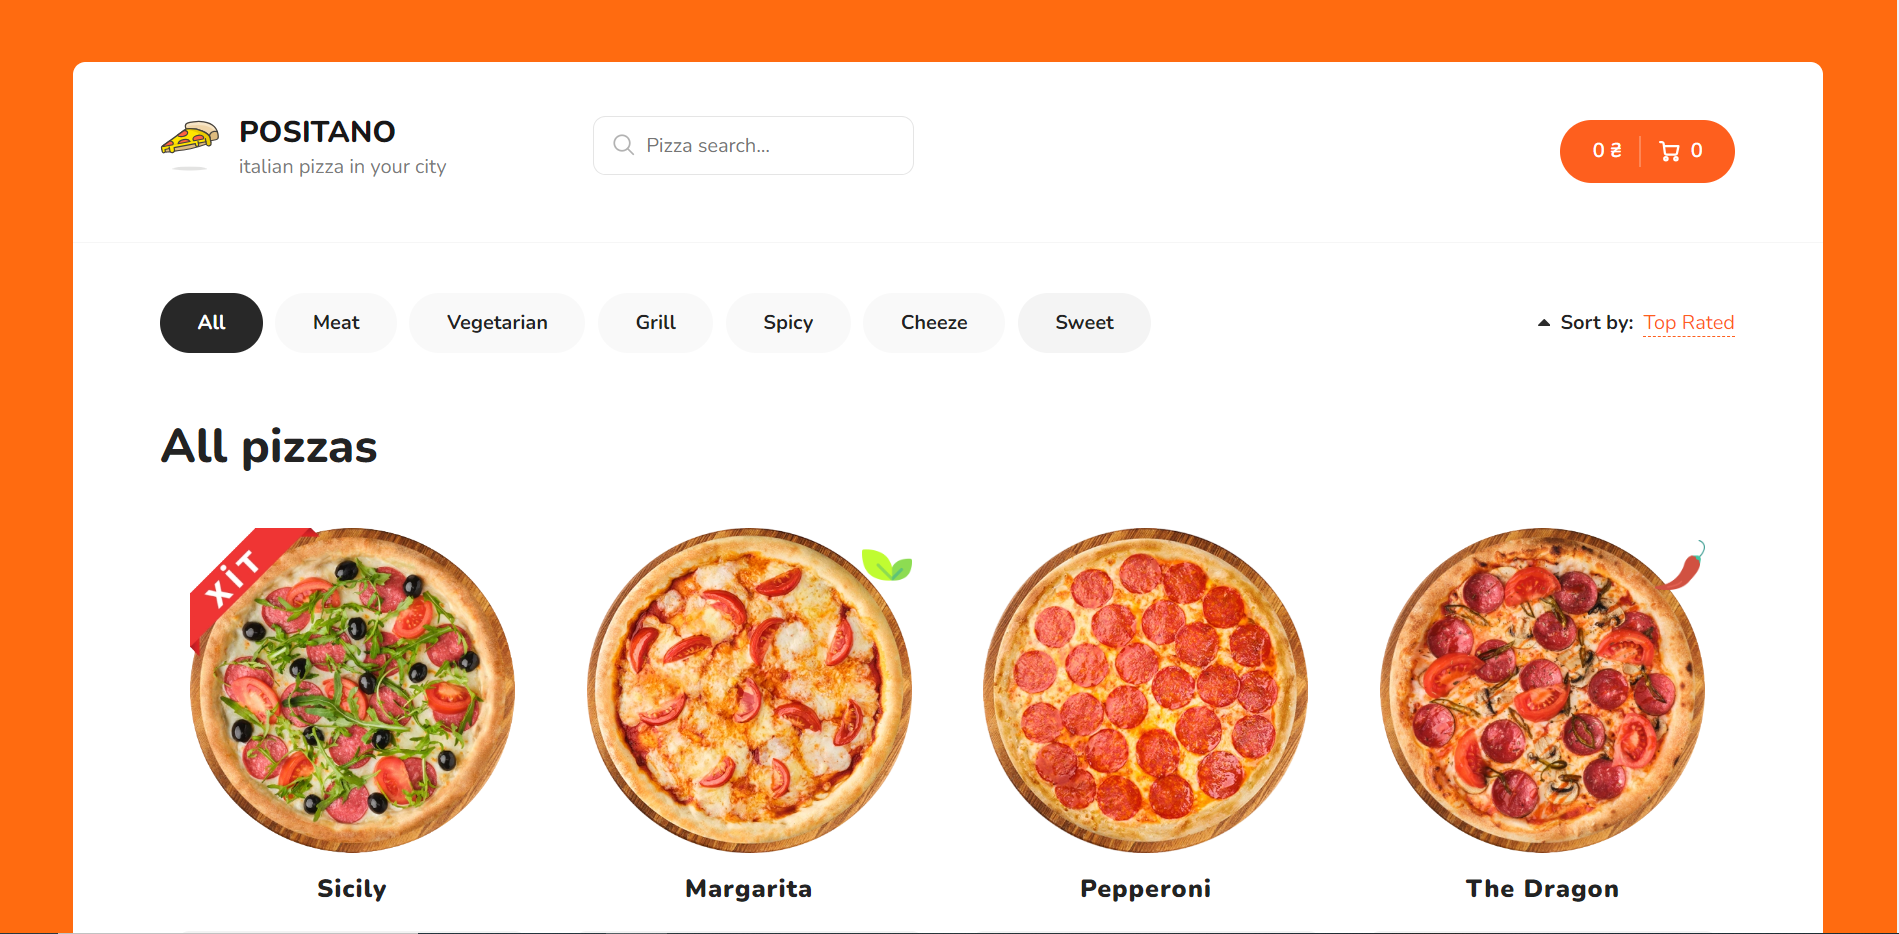 POSITANO
italian pizza in your city
Pizza search...
0 ₴ 0
All Meat Vegetarian Grill Spicy Cheeze Sweet
Sort by: Top Rated
All pizzas
ХіТ
Sicily Margarita Pepperoni The Dragon